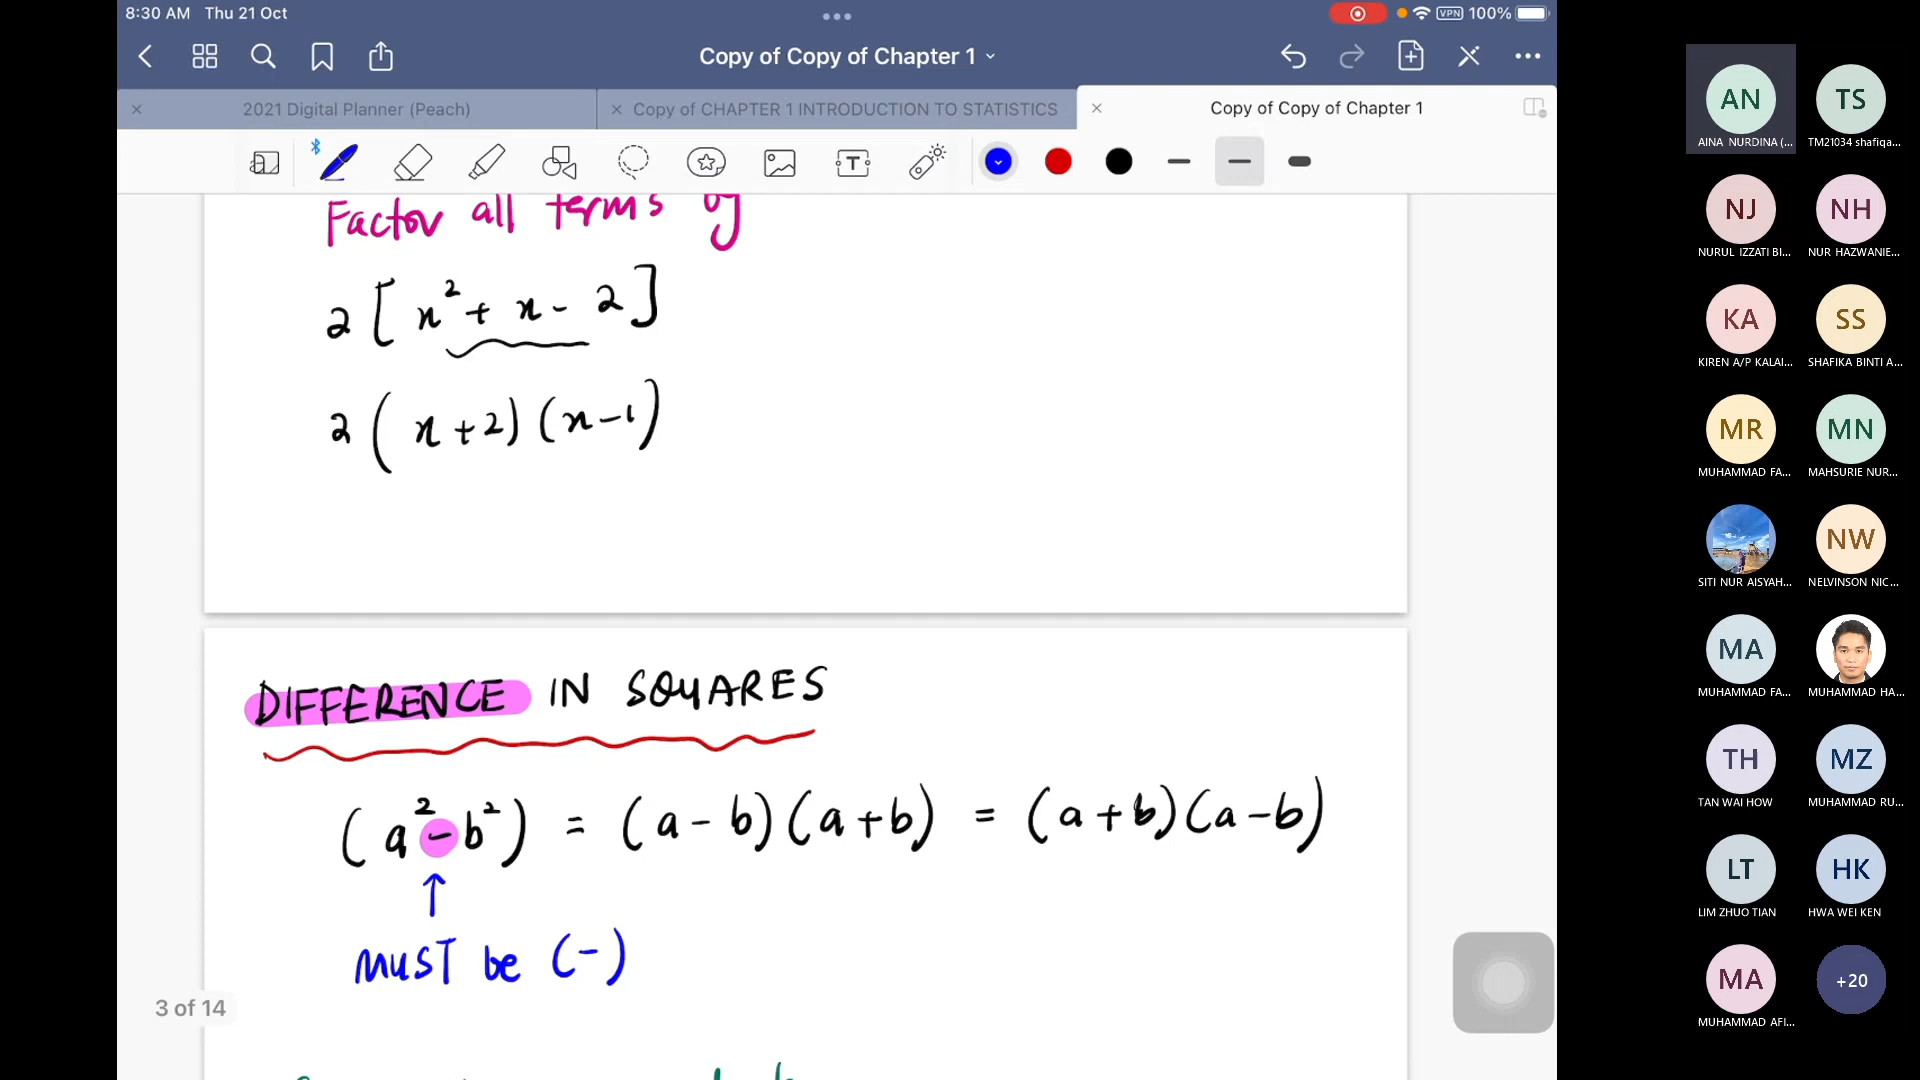 8:30 AM Thu 21 Oct
VPN 100%
Copy of Copy of Chapter 1
2021 Digital Planner (Peach)
Copy of CHAPTER 1 INTRODUCTION TO STATISTICS
Copy of Copy of Chapter 1
T
Factor all terms by
2 [ x² + x - 2 ]
2 ( x + 2 ) ( x - 1 )
DIFFERENCE IN SQUARES
( a² - b² ) = ( a - b ) ( a + b ) = ( a + b ) ( a - b )
MUST be ( - )
3 of 14
AN
AINA NURDINA (...
TS
TM21034 shafiqa...
NJ
NURUL IZZATI BI...
NH
NUR HAZWANIE...
KA
KIREN A/P KALAI...
SS
SHAFIKA BINTI A...
MR
MUHAMMAD FA...
MN
MAHSURIE NUR...
SITI NUR AISYAH...
NW
NELVINSON NIC...
MA
MUHAMMAD FA...
MUHAMMAD HA...
TH
TAN WAI HOW
MZ
MUHAMMAD RU...
LT
LIM ZHUO TIAN
HK
HWA WEI KEN
MA
MUHAMMAD AFI...
+20